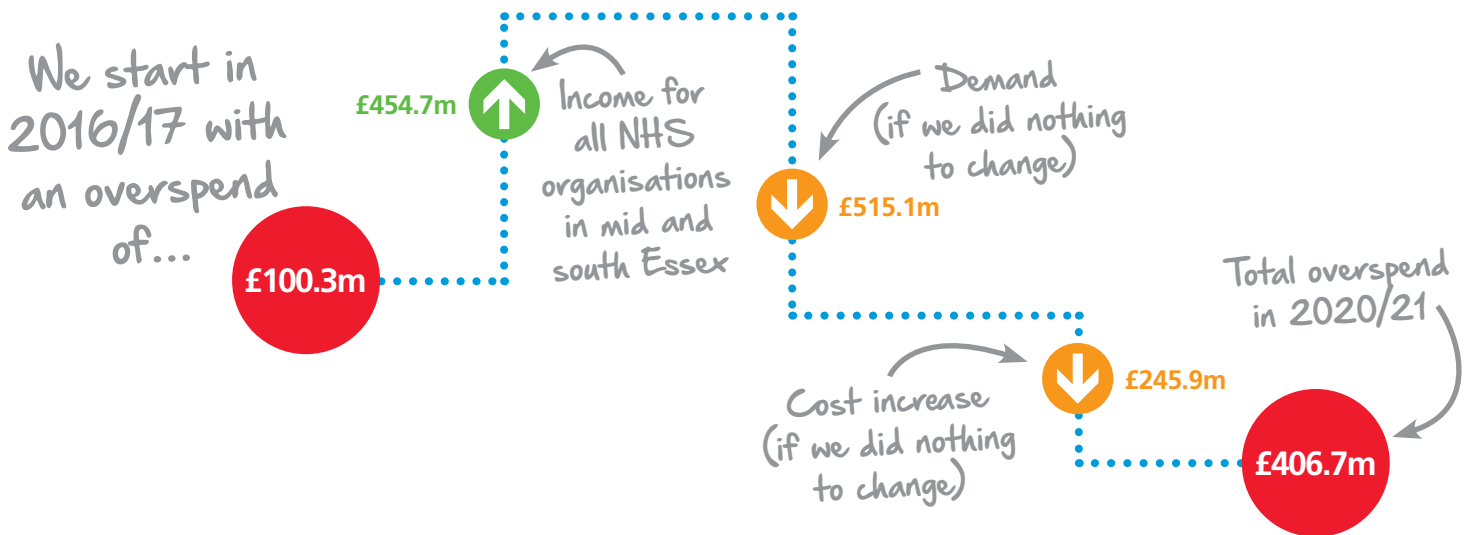 We start in
2016/17 with
an overspend
of...
£100.3m
£454.7m
Income for
all NHS
organisations
in mid and
south Essex
Demand
(if we did nothing
to change)
£515.1m
Cost increase
(if we did nothing
to change)
£245.9m
Total overspend
in 2020/21
£406.7m